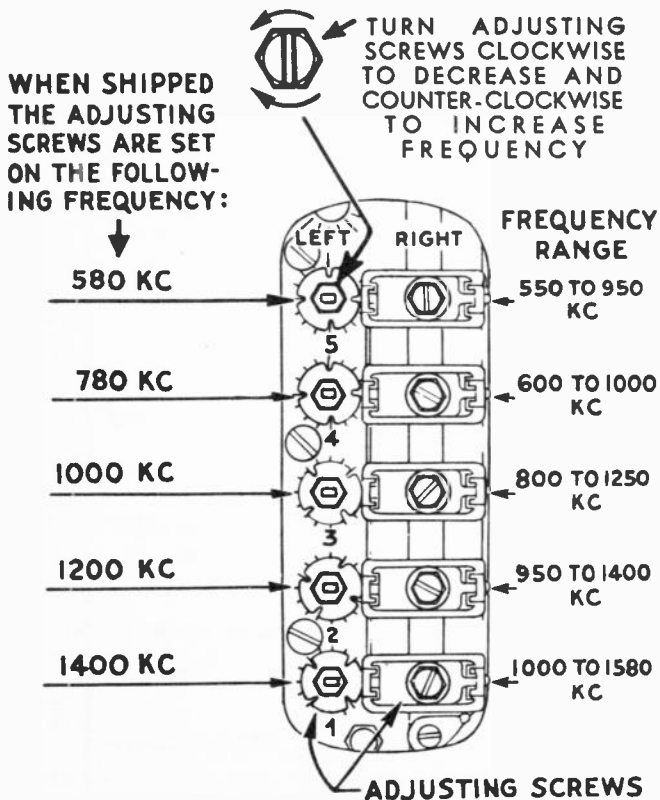 TURN ADJUSTING
SCREWS CLOCKWISE
TO DECREASE AND
COUNTER-CLOCKWISE
TO INCREASE
FREQUENCY
WHEN SHIPPED
THE ADJUSTING
SCREWS ARE SET
ON THE FOLLOW-
ING FREQUENCY:
LEFT RIGHT
FREQUENCY
RANGE
580 KC
550 TO 950
KC
5
780 KC
600 TO 1000
KC
4
1000 KC
800 TO 1250
KC
3
1200 KC
950 TO 1400
KC
2
1400 KC
1000 TO 1580
KC
1
ADJUSTING SCREWS